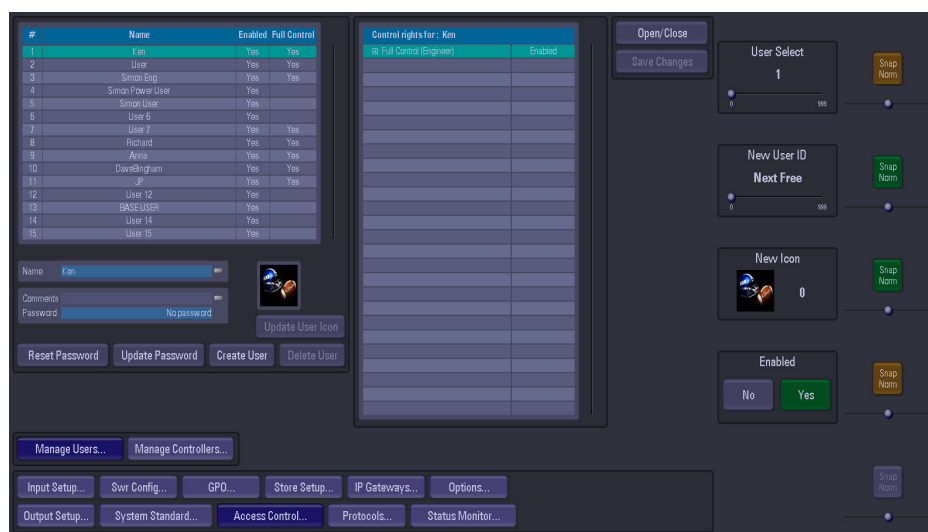 # Name Enabled Full Control
1 Ken Yes Yes
2 User Yes Yes
3 Simon Eng Yes Yes
4 Simon Power User Yes
5 Simon User Yes
6 User 6 Yes
7 User 7 Yes Yes
8 Richard Yes Yes
9 Anna Yes Yes
10 DaveBingham Yes Yes
11 JP Yes Yes
12 User 12 Yes
13 BASE USER Yes
14 User 14 Yes
15 User 15 Yes
Name Ken
Comments
Password No password
Update User Icon
Reset Password Update Password Create User Delete User
Control rights for : Ken
Full Control (Engineer) Enabled
Open/Close
Save Changes
User Select
1
0 999
Snap
Norm
New User ID
Next Free
0 999
Snap
Norm
New Icon
0
Snap
Norm
Enabled
No Yes
Snap
Norm
Snap
Norm
Manage Users... Manage Controllers...
Input Setup... Swr Config... GPO... Store Setup... IP Gateways... Options...
Output Setup... System Standard... Access Control... Protocols... Status Monitor...